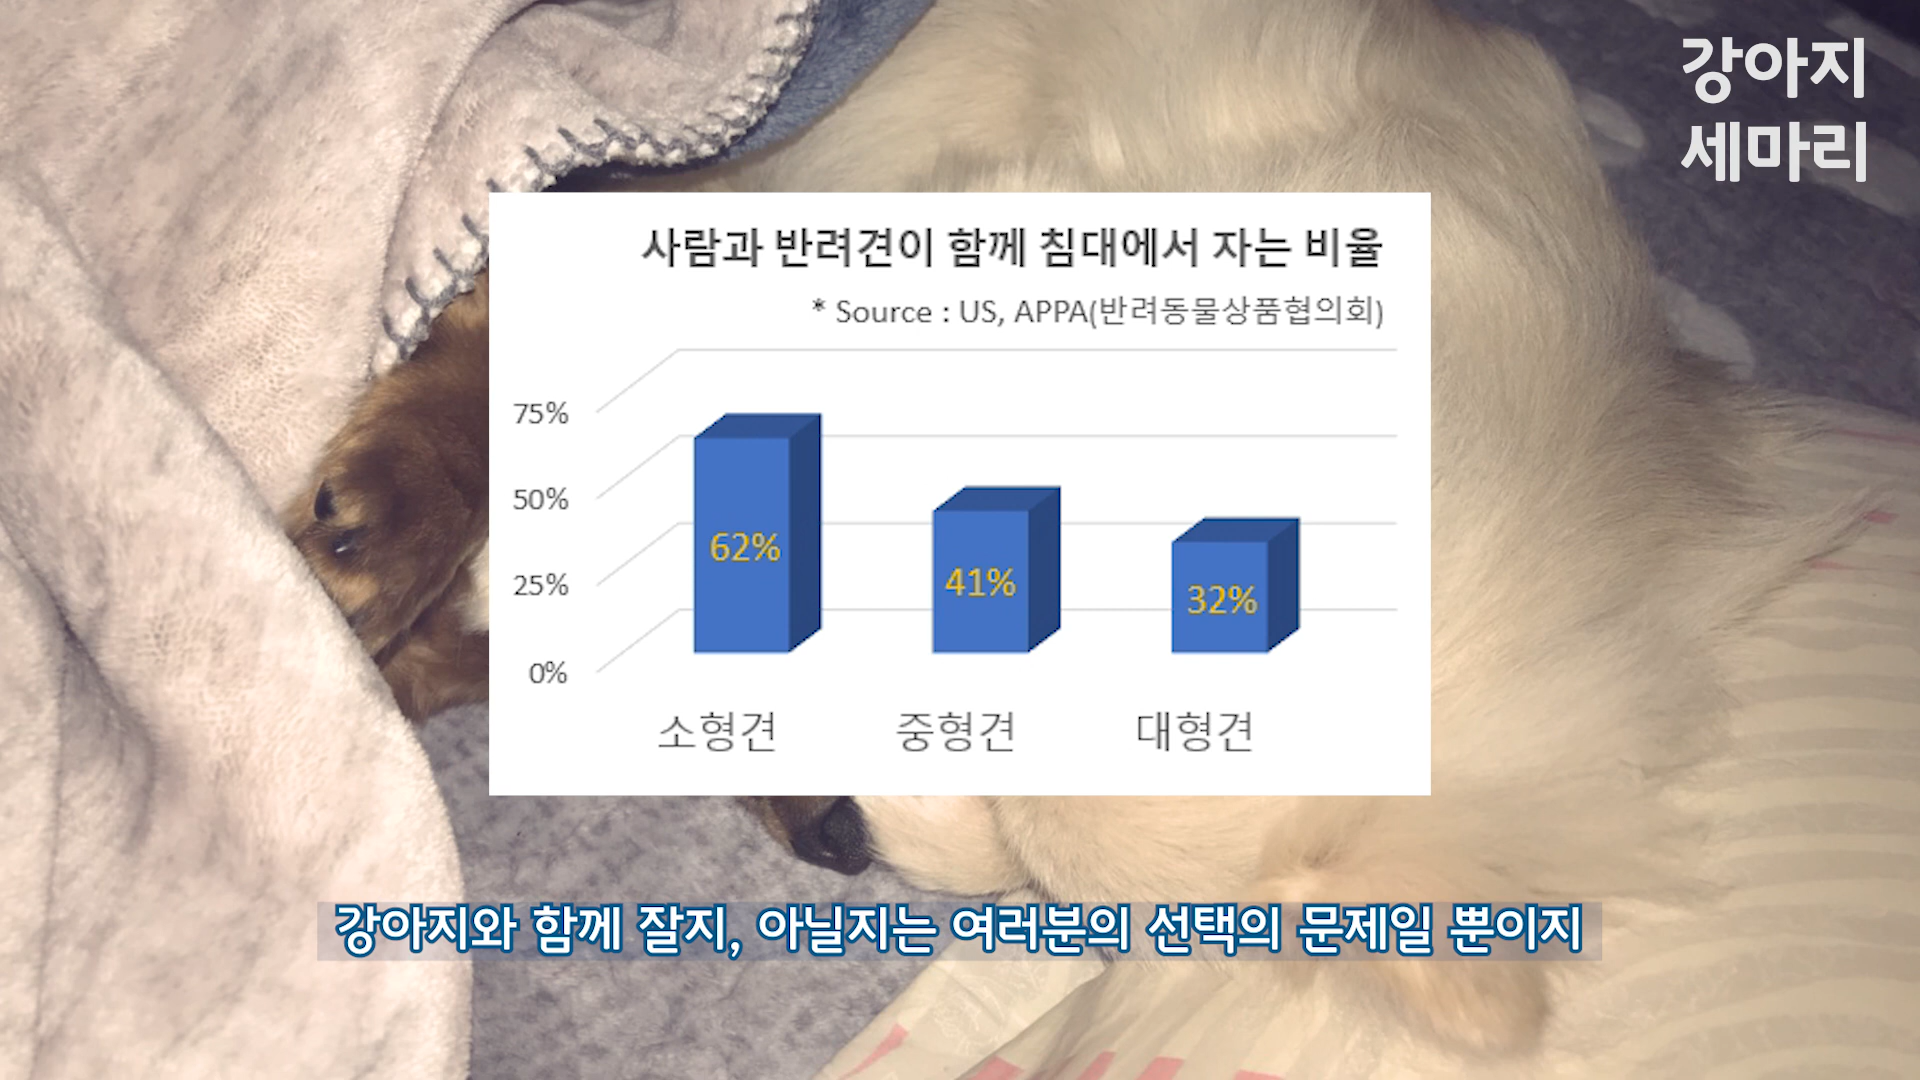 강아지
세마리
사람과 반려견이 함께 침대에서 자는 비율
* Source : US, APPA(반려동물상품협의회)
75%
50%
25%
0%
62%
41%
32%
소형견
중형견
대형견
강아지와 함께 잘지, 아닐지는 여러분의 선택의 문제일 뿐이지